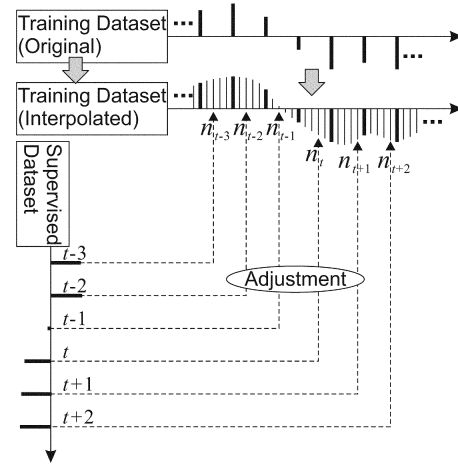 Training Dataset
(Original)
Training Dataset
(Interpolated)
n_{t-3} n_{t-2} n_{t-1} n_t n_{t+1} n_{t+2}
Supervised
Dataset
t-3
Adjustment
t-2
t-1
t
t+1
t+2